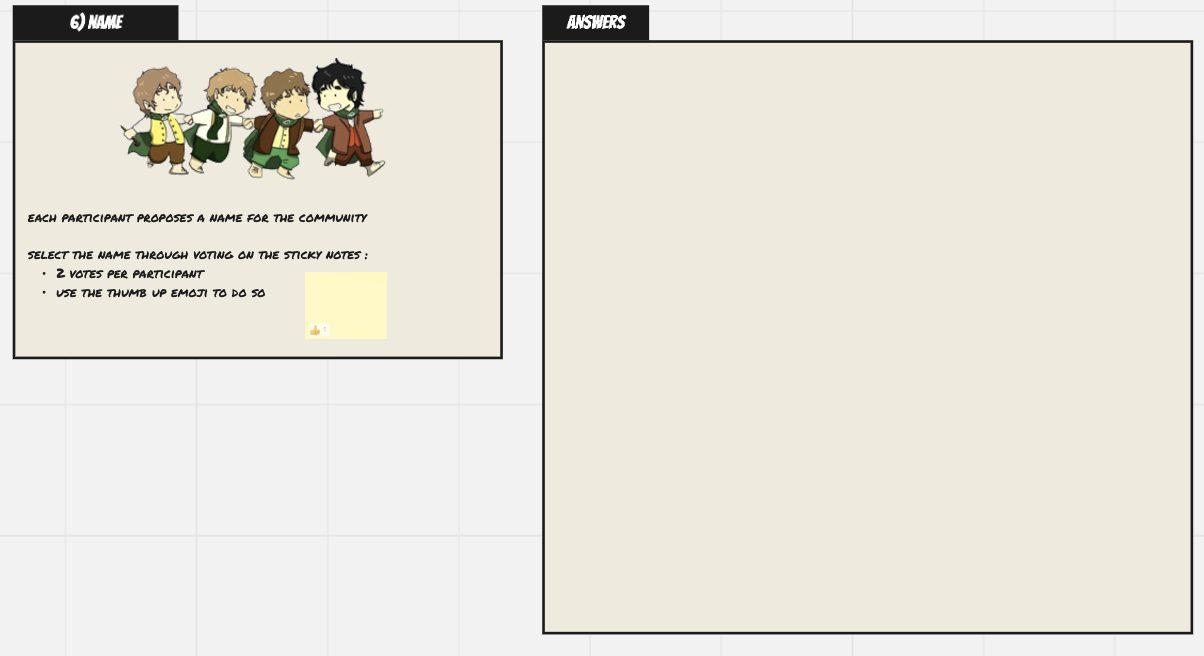 6) NAME
EACH PARTICIPANT PROPOSES A NAME FOR THE COMMUNITY
SELECT THE NAME THROUGH VOTING ON THE STICKY NOTES :
• 2 VOTES PER PARTICIPANT
• USE THE THUMB UP EMOJI TO DO SO
👍 1
ANSWERS